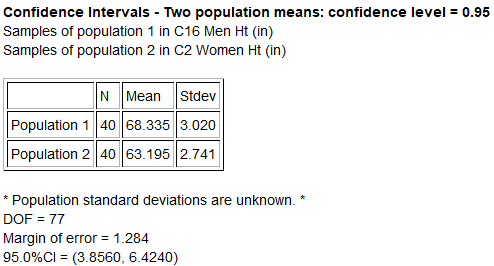 Confidence Intervals - Two population means: confidence level = 0.95
Samples of population 1 in C16 Men Ht (in)
Samples of population 2 in C2 Women Ht (in)
N Mean Stdev
Population 1 40 68.335 3.020
Population 2 40 63.195 2.741
* Population standard deviations are unknown. *
DOF = 77
Margin of error = 1.284
95.0%CI = (3.8560, 6.4240)